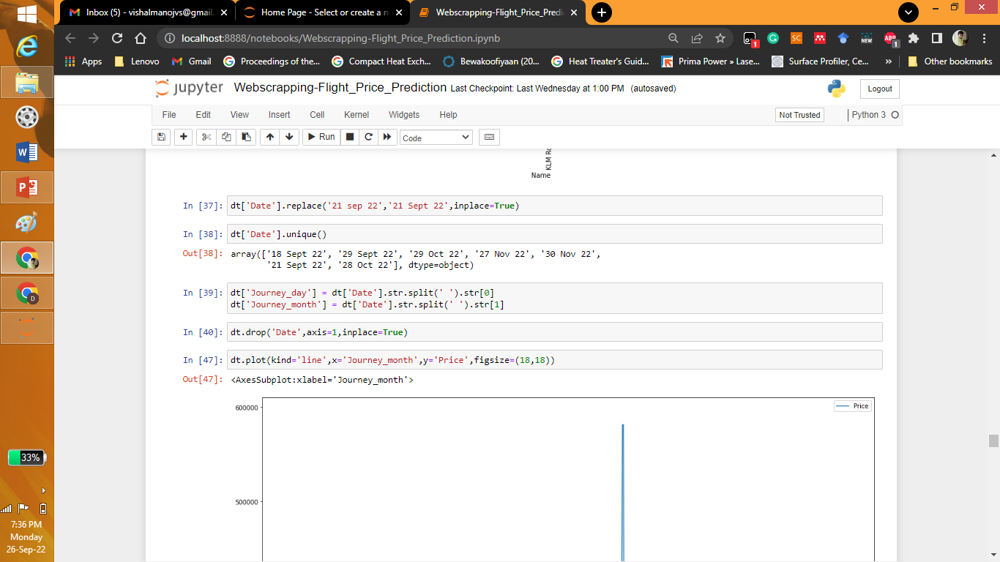 Inbox (5) - vishalmanojvs@gmail.
Home Page - Select or create a n
Webscrapping-Flight_Price_Predi
localhost:8888/notebooks/Webscrapping-Flight_Price_Prediction.ipynb
SC
NEW
ABP
1
1
Apps
Lenovo
Gmail
Proceedings of the...
Compact Heat Exch...
Bewakoofiyaan (20...
Heat Treater's Guid...
Prima Power » Lase...
Surface Profiler, Ce...
»
Other bookmarks
jupyter Webscrapping-Flight_Price_Prediction Last Checkpoint: Last Wednesday at 1:00 PM (autosaved)
Logout
File Edit View Insert Cell Kernel Widgets Help
Not Trusted
Python 3
Run
Code
KLM
Name
In [37]: dt['Date'].replace('21 sep 22','21 Sept 22',inplace=True)
In [38]: dt['Date'].unique()
Out[38]: array(['18 Sept 22', '29 Sept 22', '29 Oct 22', '27 Nov 22', '30 Nov 22',
'21 Sept 22', '28 Oct 22'], dtype=object)
In [39]: dt['Journey_day'] = dt['Date'].str.split(' ').str[0]
dt['Journey_month'] = dt['Date'].str.split(' ').str[1]
In [40]: dt.drop('Date',axis=1,inplace=True)
In [47]: dt.plot(kind='line',x='Journey_month',y='Price',figsize=(18,18))
Out[47]: <AxesSubplot:xlabel='Journey_month'>
600000
Price
500000
33%
7:36 PM
Monday
26-Sep-22